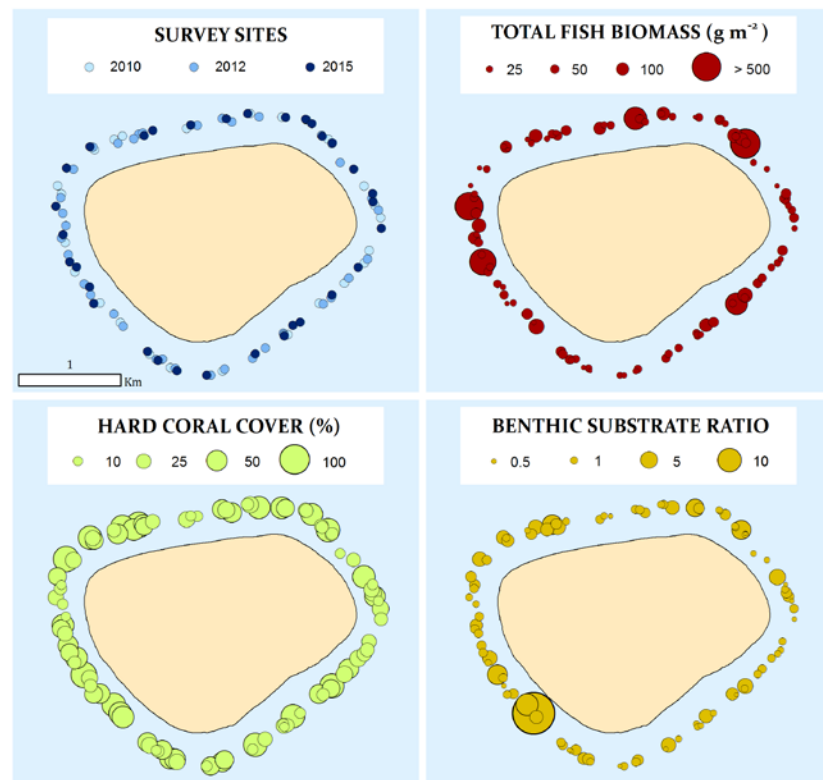 SURVEY SITES
2010 2012 2015
1
Km
TOTAL FISH BIOMASS (g m⁻²)
25 50 100 > 500
HARD CORAL COVER (%)
10 25 50 100
BENTHIC SUBSTRATE RATIO
0.5 1 5 10